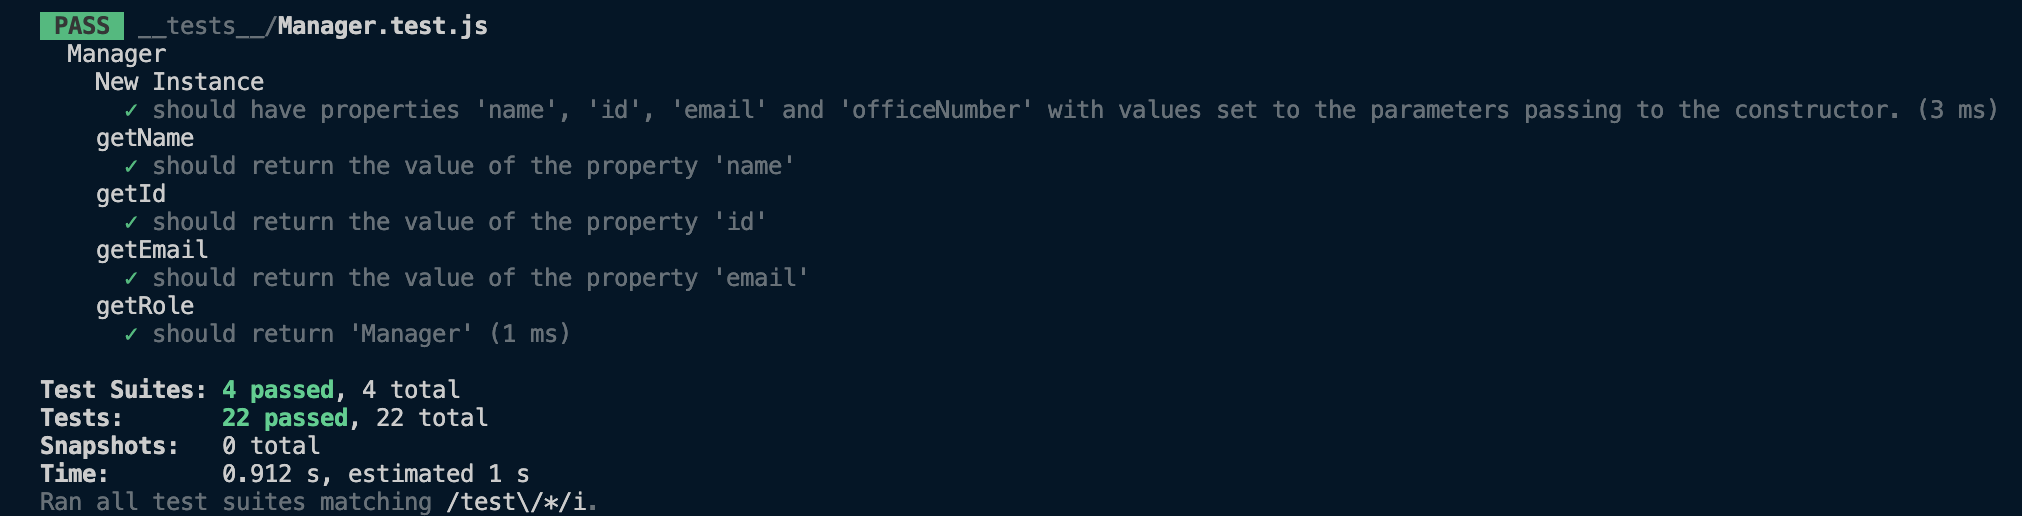 PASS __tests__/Manager.test.js
Manager
New Instance
✓ should have properties 'name', 'id', 'email' and 'officeNumber' with values set to the parameters passing to the constructor. (3 ms)
getName
✓ should return the value of the property 'name'
getId
✓ should return the value of the property 'id'
getEmail
✓ should return the value of the property 'email'
getRole
✓ should return 'Manager' (1 ms)
Test Suites: 4 passed, 4 total
Tests: 22 passed, 22 total
Snapshots: 0 total
Time: 0.912 s, estimated 1 s
Ran all test suites matching /test\/*/i.